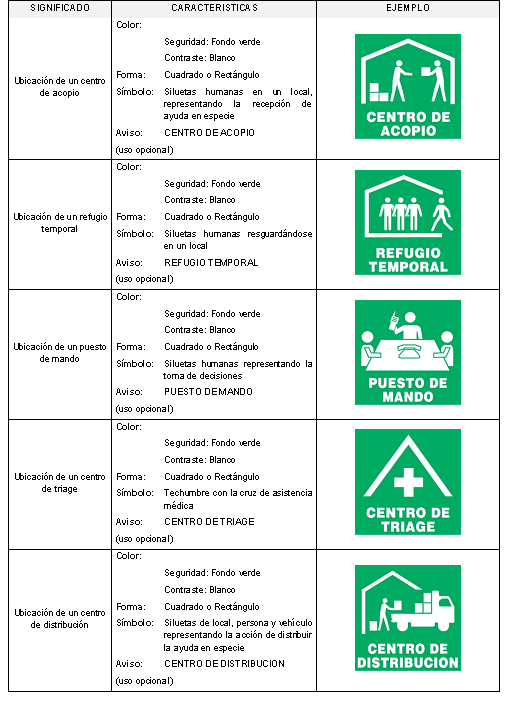 SIGNIFICADO CARACTERISTICAS EJEMPLO
Ubicación de un centro
de acopio
Color:
Seguridad: Fondo verde
Contraste: Blanco
Forma: Cuadrado o Rectángulo
Símbolo: Siluetas humanas en un local,
representando la recepción de
ayuda en especie
Aviso: CENTRO DE ACOPIO
(uso opcional)
CENTRO DE
ACOPIO
Ubicación de un refugio
temporal
Color:
Seguridad: Fondo verde
Contraste: Blanco
Forma: Cuadrado o Rectángulo
Símbolo: Siluetas humanas resguardándose
en un local
Aviso: REFUGIO TEMPORAL
(uso opcional)
REFUGIO
TEMPORAL
Ubicación de un puesto
de mando
Color:
Seguridad: Fondo verde
Contraste: Blanco
Forma: Cuadrado o Rectángulo
Símbolo: Siluetas humanas representando la
toma de decisiones
Aviso: PUESTO DE MANDO
(uso opcional)
PUESTO DE
MANDO
Ubicación de un centro
de triage
Color:
Seguridad: Fondo verde
Contraste: Blanco
Forma: Cuadrado o Rectángulo
Símbolo: Techumbre con la cruz de asistencia
médica
Aviso: CENTRO DE TRIAGE
(uso opcional)
CENTRO DE
TRIAGE
Ubicación de un centro
de distribución
Color:
Seguridad: Fondo verde
Contraste: Blanco
Forma: Cuadrado o Rectángulo
Símbolo: Siluetas de local, persona y vehículo
representando la acción de distribuir
la ayuda en especie
Aviso: CENTRO DE DISTRIBUCION
(uso opcional)
CENTRO DE
DISTRIBUCION